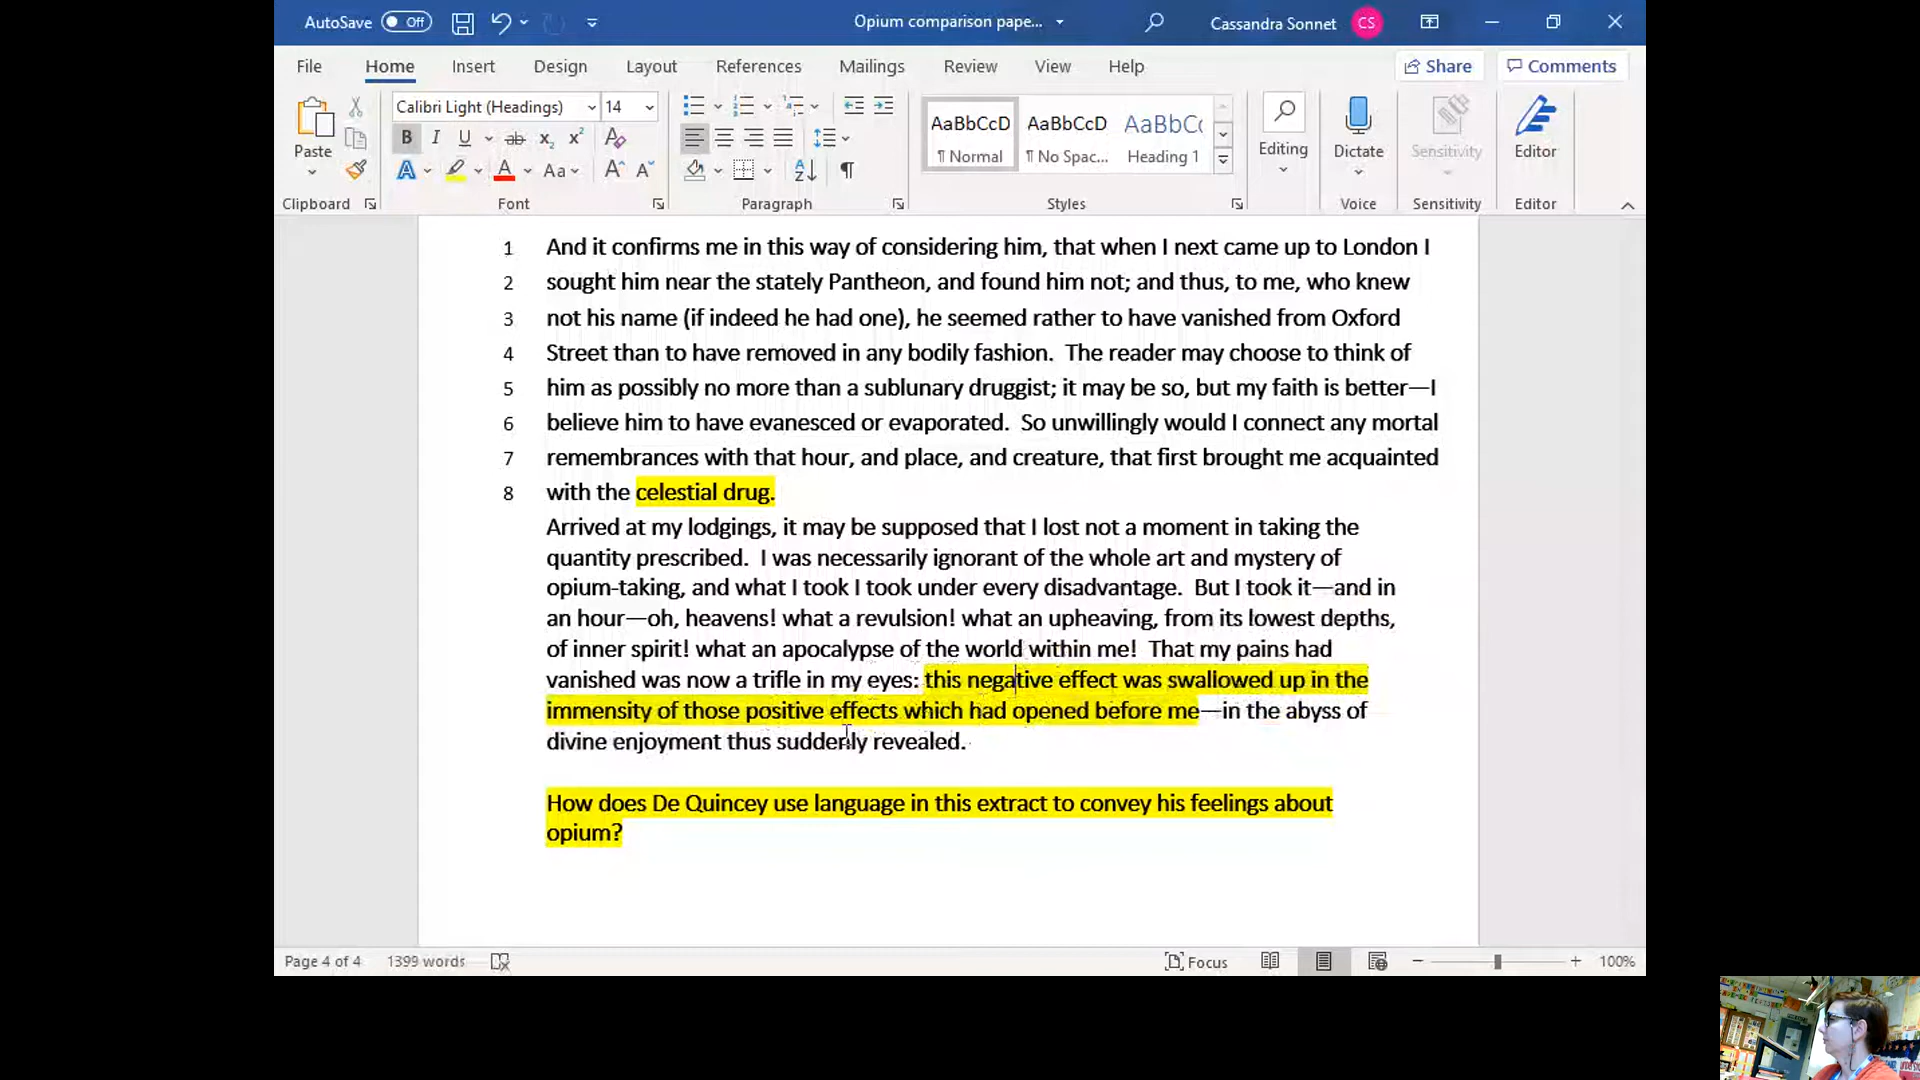 AutoSave Off Opium comparison pape... Cassandra Sonnet CS
File Home Insert Design Layout References Mailings Review View Help Share Comments
Calibri Light (Headings) 14
AaBbCcD AaBbCcD AaBbC
Paste B I U ab x₂ x² ¶ Normal ¶ No Spac... Heading 1 Editing Dictate Sensitivity Editor
A A Aa A A
Clipboard Font Paragraph Styles Voice Sensitivity Editor
1 And it confirms me in this way of considering him, that when I next came up to London I
2 sought him near the stately Pantheon, and found him not; and thus, to me, who knew
3 not his name (if indeed he had one), he seemed rather to have vanished from Oxford
4 Street than to have removed in any bodily fashion. The reader may choose to think of
5 him as possibly no more than a sublunary druggist; it may be so, but my faith is better—I
6 believe him to have evanesced or evaporated. So unwillingly would I connect any mortal
7 remembrances with that hour, and place, and creature, that first brought me acquainted
8 with the celestial drug.
Arrived at my lodgings, it may be supposed that I lost not a moment in taking the
quantity prescribed. I was necessarily ignorant of the whole art and mystery of
opium-taking, and what I took I took under every disadvantage. But I took it—and in
an hour—oh, heavens! what a revulsion! what an upheaving, from its lowest depths,
of inner spirit! what an apocalypse of the world within me! That my pains had
vanished was now a trifle in my eyes: this negative effect was swallowed up in the
immensity of those positive effects which had opened before me—in the abyss of
divine enjoyment thus suddenly revealed.
How does De Quincey use language in this extract to convey his feelings about
opium?
Page 4 of 4 1399 words Focus 100%